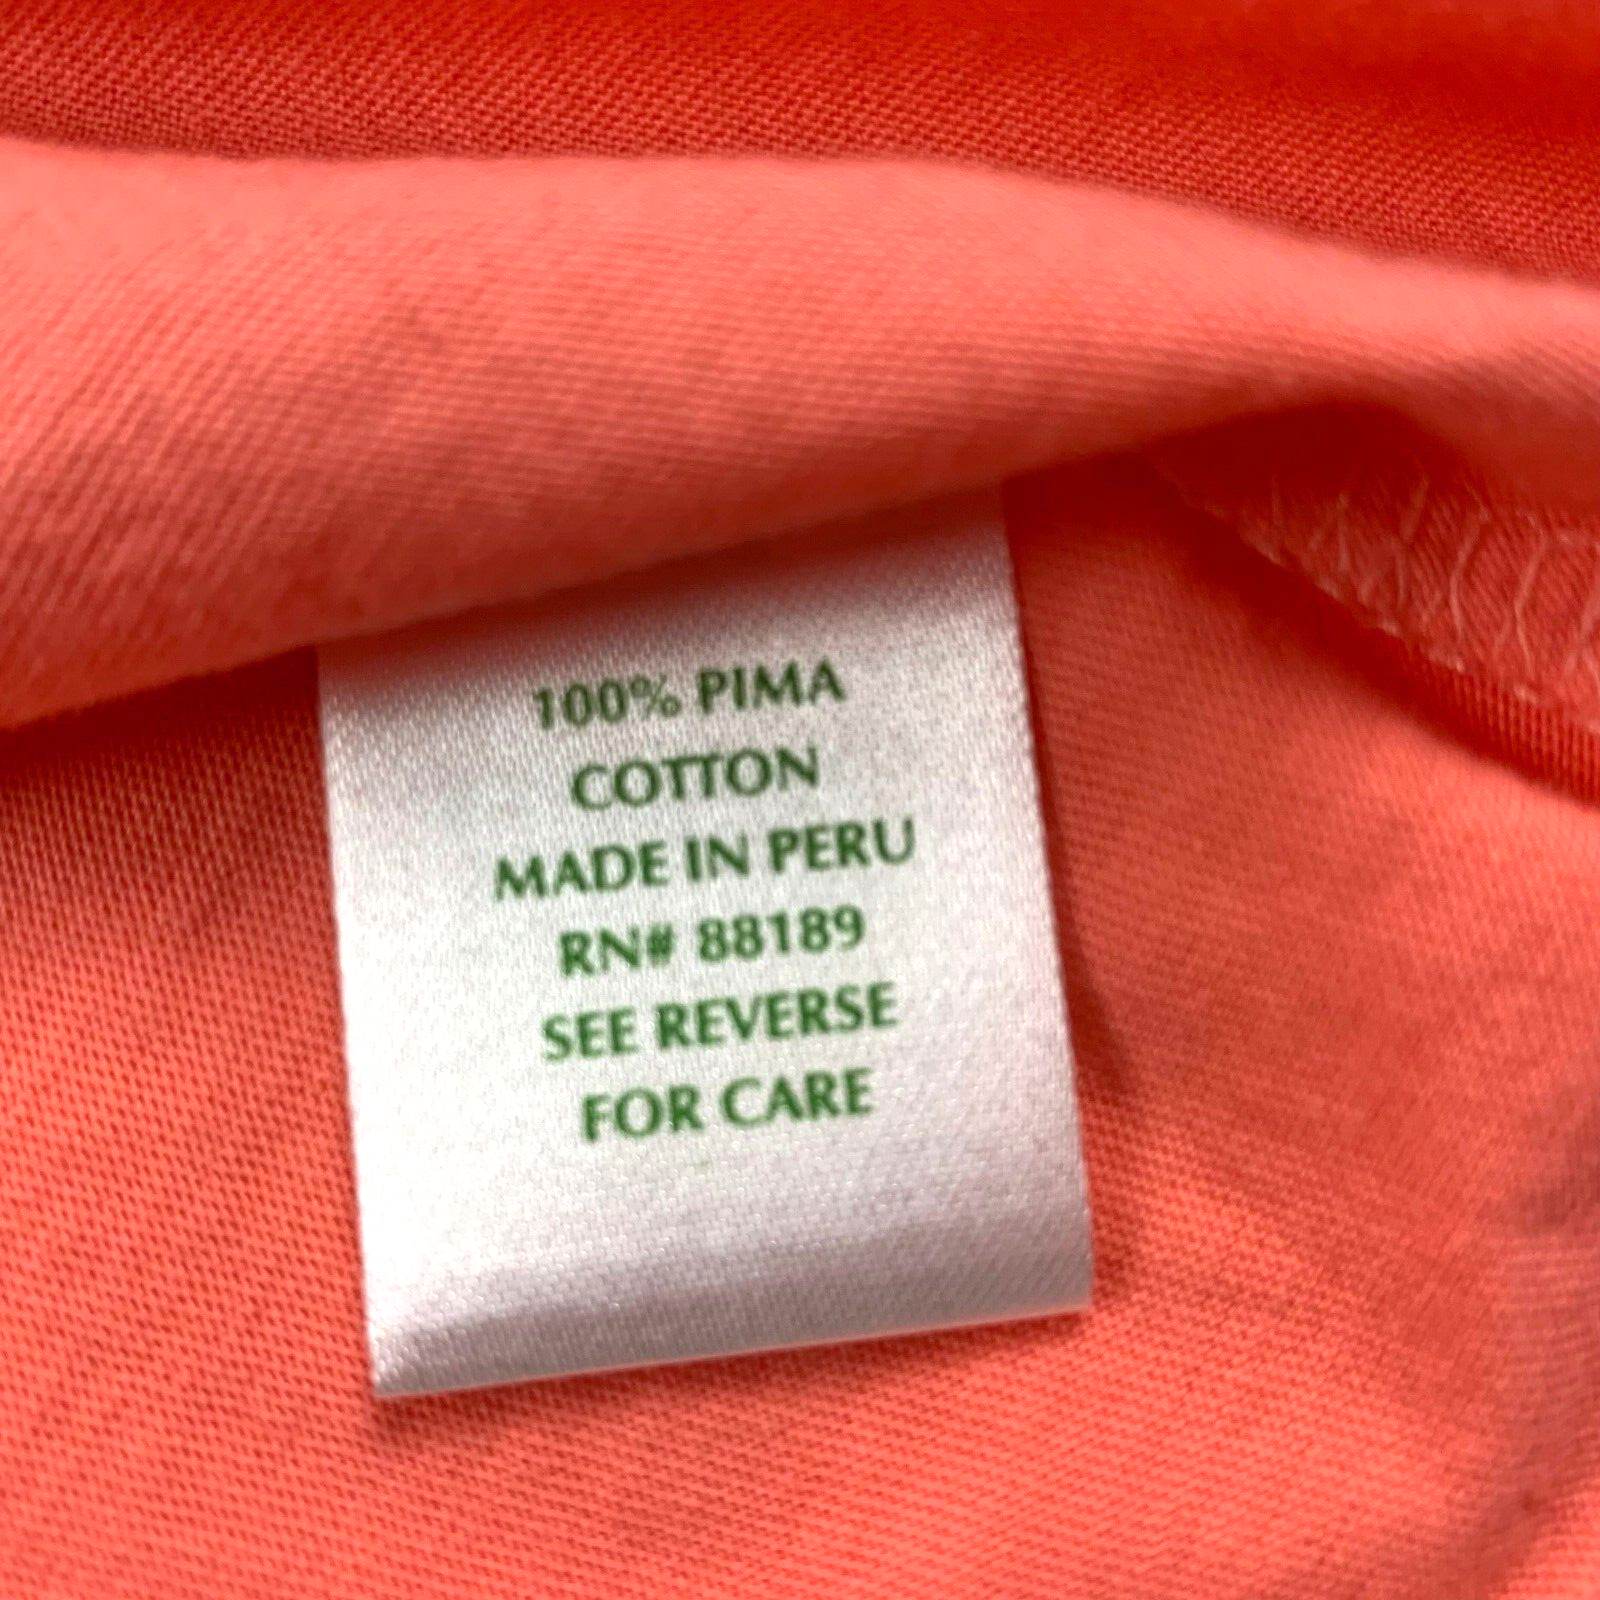 100% PIMA
COTTON
MADE IN PERU
RN# 88189
SEE REVERSE
FOR CARE